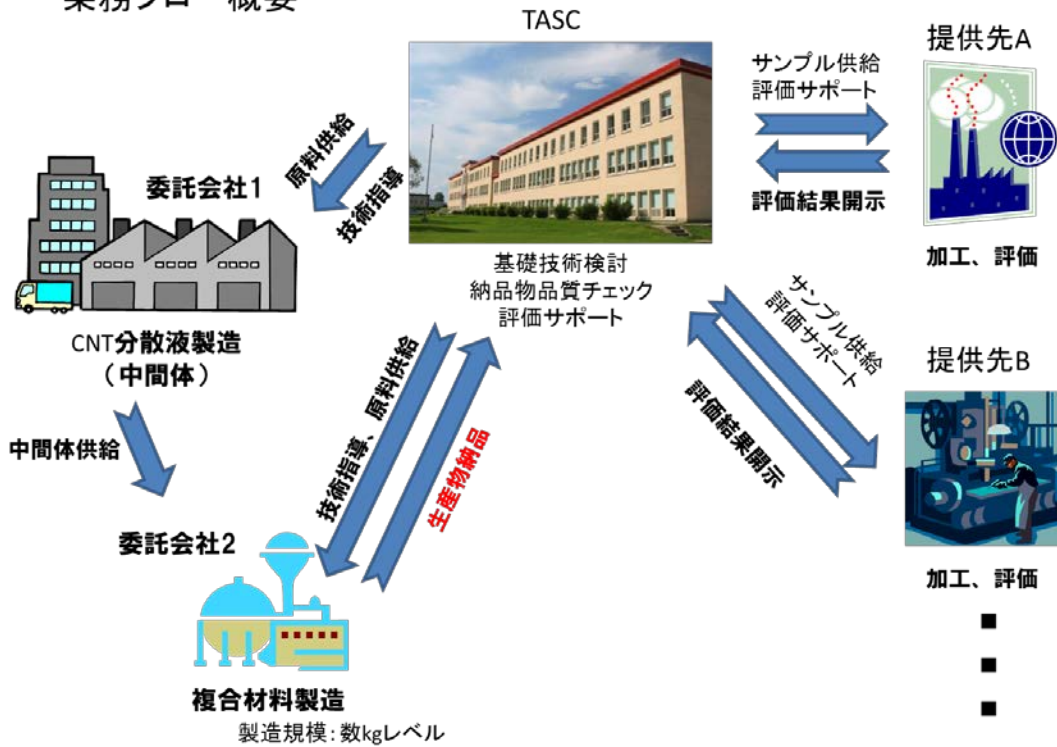 業務フロー概要
TASC
提供先A
サンプル供給
評価サポート
評価結果開示
加工、評価
原料供給
技術指導
委託会社1
CNT分散液製造
（中間体）
基礎技術検討
納品物品質チェック
評価サポート
サンプル供給
評価サポート
評価結果開示
提供先B
加工、評価
中間体供給
技術指導、原料供給
生産物納品
委託会社2
複合材料製造
製造規模：数kgレベル